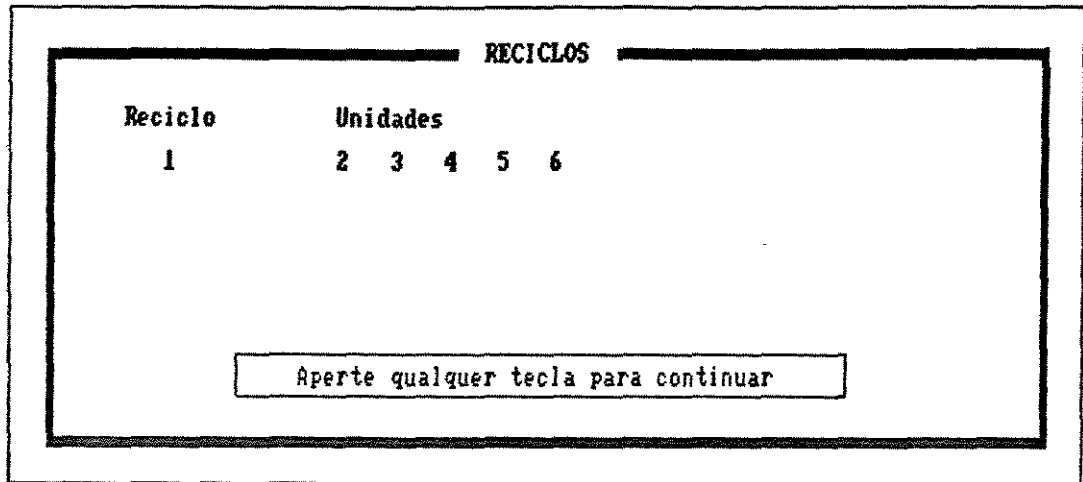 RECICLOS
Reciclo Unidades
1 2 3 4 5 6
Aperte qualquer tecla para continuar